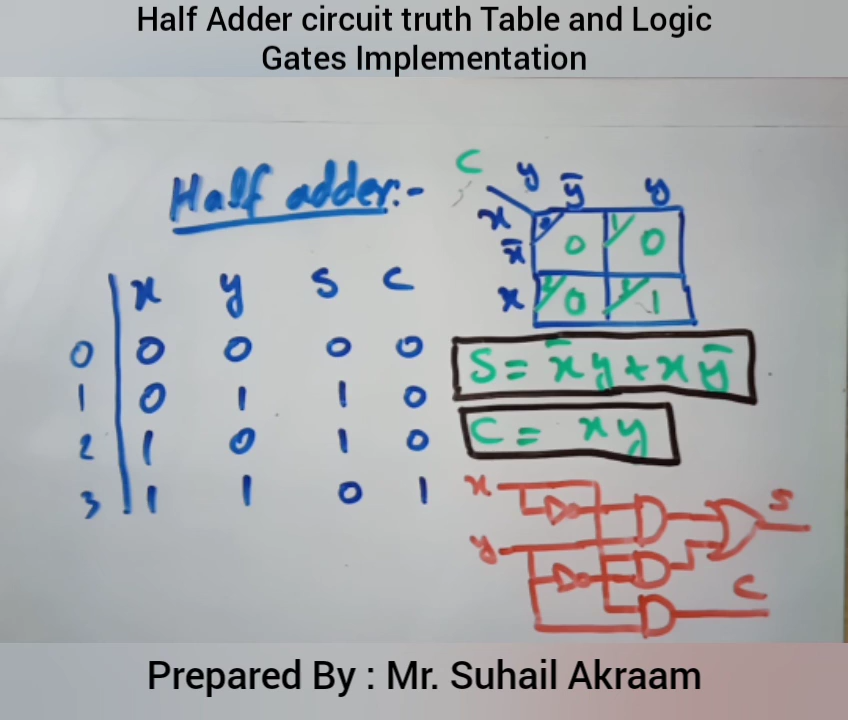 Half Adder circuit truth Table and Logic
Gates Implementation
Half adder:-
x y S C
0 0 0 0 0
1 0 1 1 0
2 1 0 1 0
3 1 1 0 1
C y ȳ y
x
x̄ 0 0
x 0 1
S = x̄y + xȳ
C = xy
x
y
S
C
Prepared By : Mr. Suhail Akraam